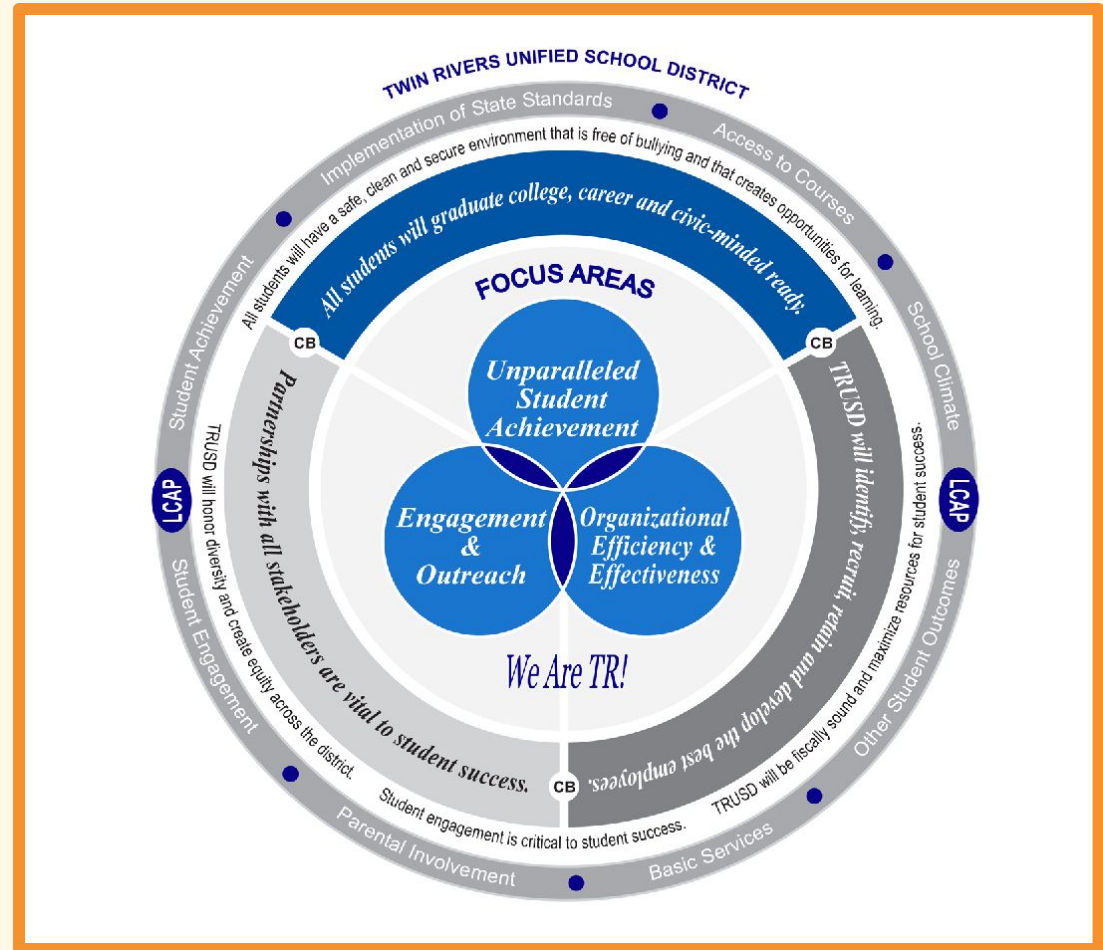 TWIN RIVERS UNIFIED SCHOOL DISTRICT
Student Achievement
Implementation of State Standards
Access to Courses
School Climate
LCAP
Other Student Outcomes
Basic Services
Parental Involvement
Student Engagement
LCAP
All students will have a safe, clean and secure environment that is free of bullying and that creates opportunities for learning.
TRUSD will be fiscally sound and maximize resources for student success.
Student engagement is critical to student success.
TRUSD will honor diversity and create equity across the district.
All students will graduate college, career and civic-minded ready.
CB
TRUSD will identify, recruit, retain and develop the best employees.
CB
Partnerships with all stakeholders are vital to student success.
CB
FOCUS AREAS
Unparalleled
Student
Achievement
Engagement
&
Outreach
Organizational
Efficiency &
Effectiveness
We Are TR!